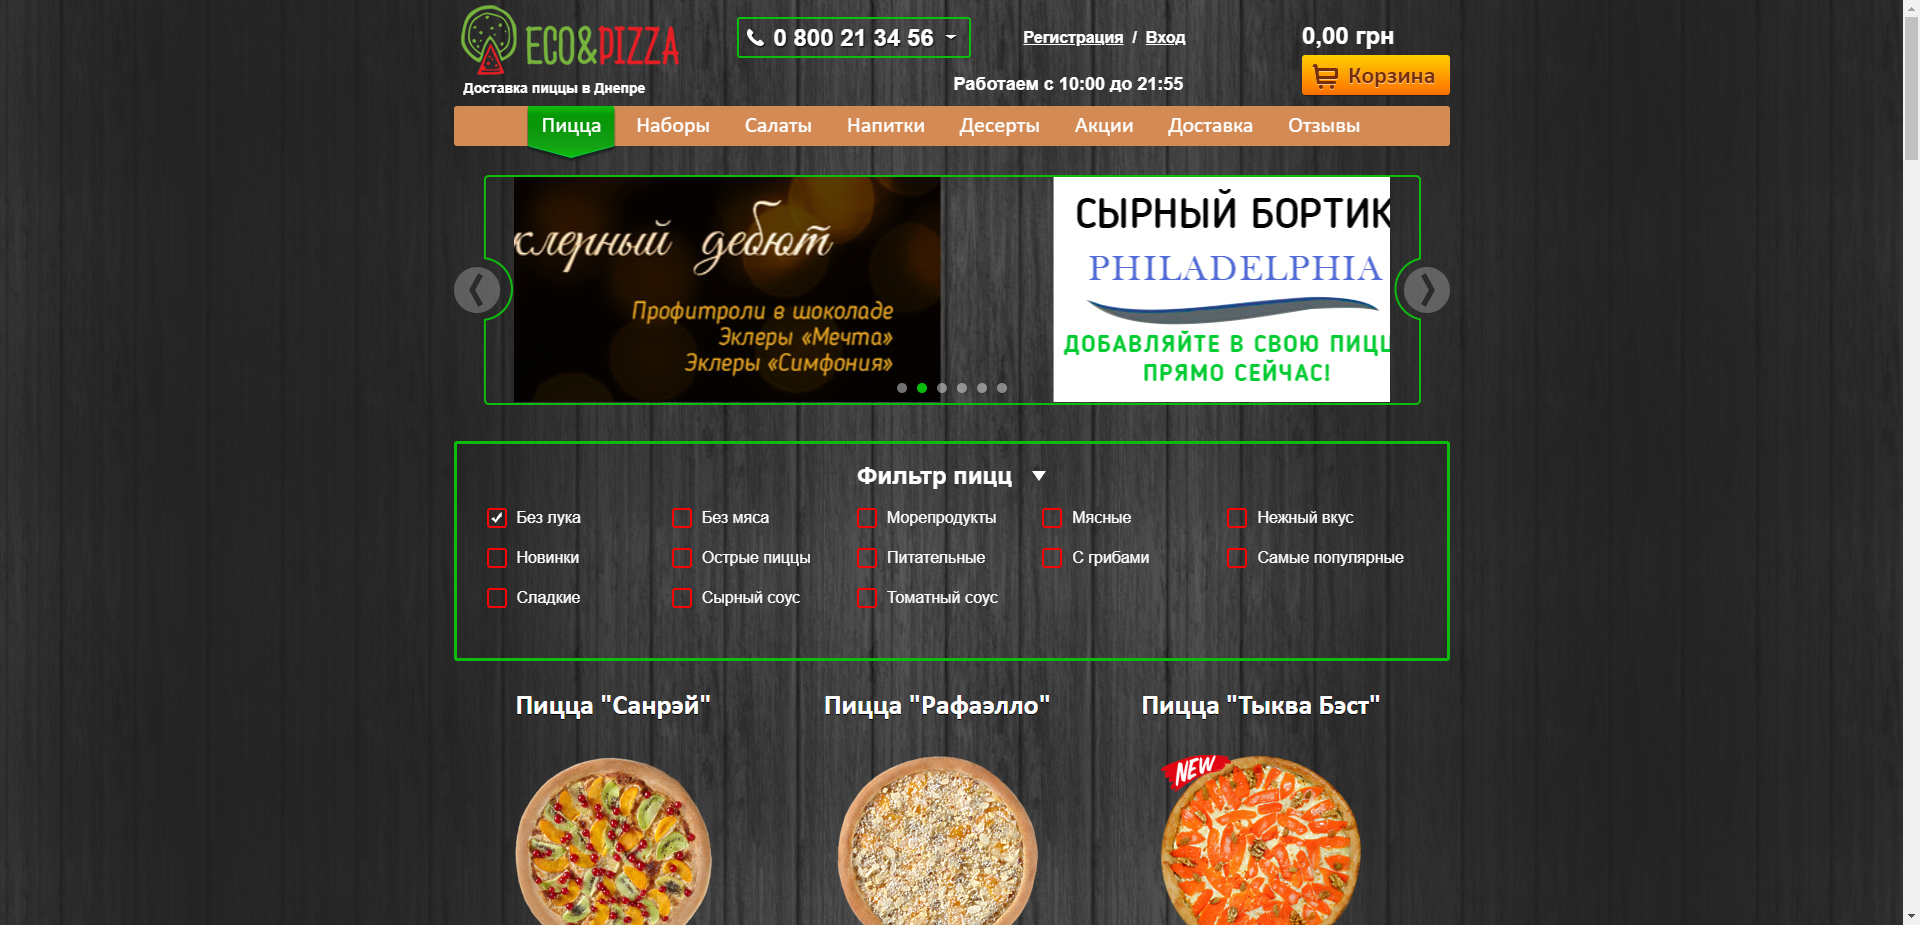 ECO&PIZZA
Доставка пиццы в Днепре
0 800 21 34 56
Регистрация / Вход
Работаем с 10:00 до 21:55
0,00 грн
Корзина
Пицца Наборы Салаты Напитки Десерты Акции Доставка Отзывы
клерный дебют
Профитроли в шоколаде
Эклеры «Мечта»
Эклеры «Симфония»
СЫРНЫЙ БОРТИК
PHILADELPHIA
ДОБАВЛЯЙТЕ В СВОЮ ПИЦЦ
ПРЯМО СЕЙЧАС!
Фильтр пицц
Без лука Без мяса Морепродукты Мясные Нежный вкус
Новинки Острые пиццы Питательные С грибами Самые популярные
Сладкие Сырный соус Томатный соус
Пицца "Санрэй" Пицца "Рафаэлло" Пицца "Тыква Бэст"
NEW